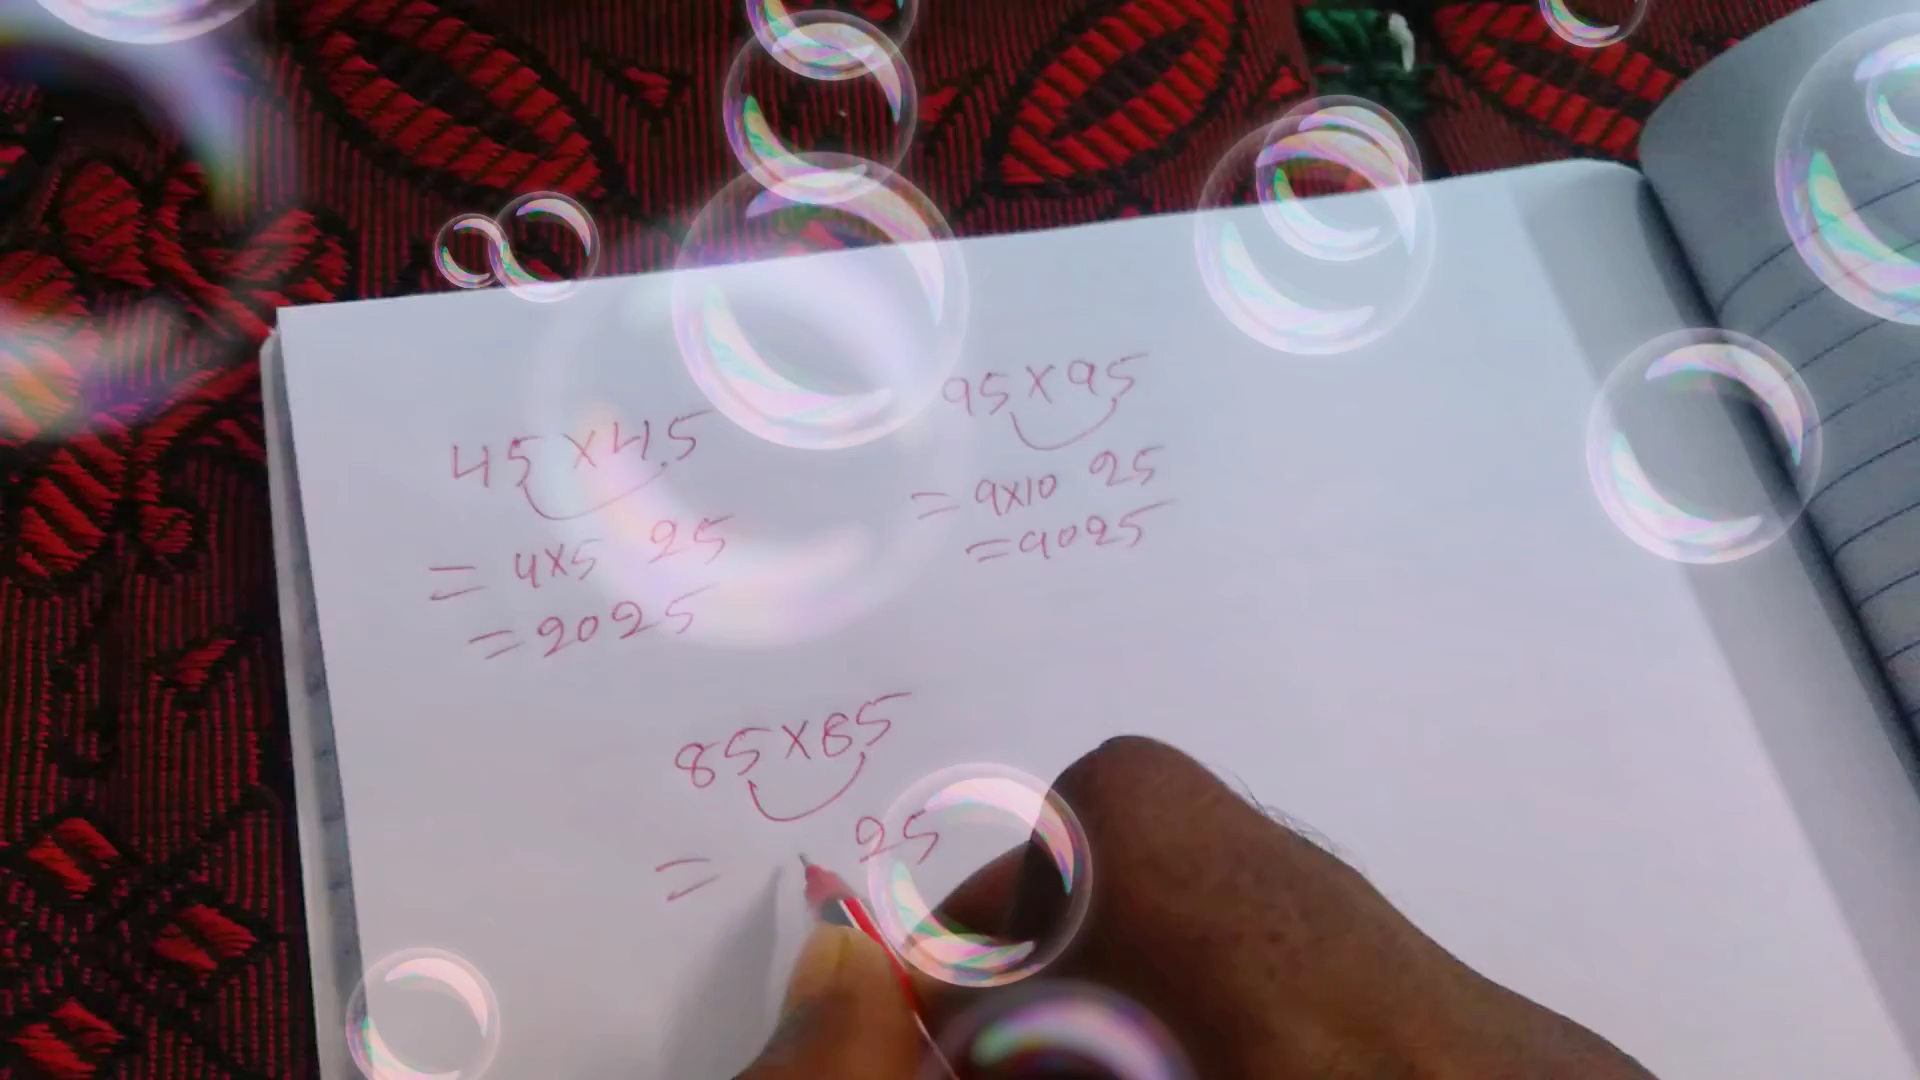 45 × 45
= 4×5 25
= 2025
95 × 95
= 9×10 25
= 9025
85 × 85
= 25